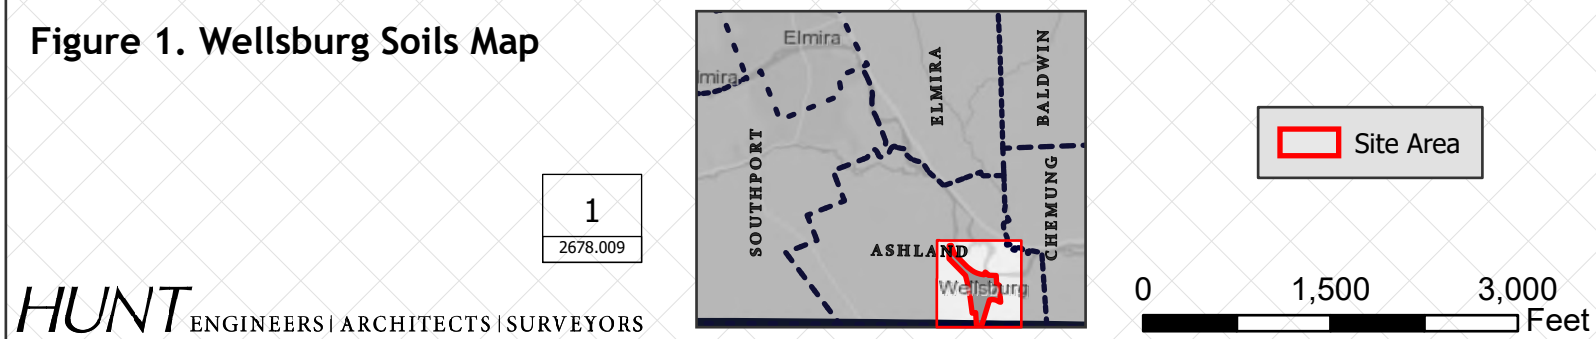 Figure 1. Wellsburg Soils Map
1
2678.009
HUNT ENGINEERS | ARCHITECTS | SURVEYORS
Elmira
mira
ELMIRA
BALDWIN
SOUTHPORT
CHEMUNG
ASHLAND
Wellsburg
Site Area
0 1,500 3,000
Feet